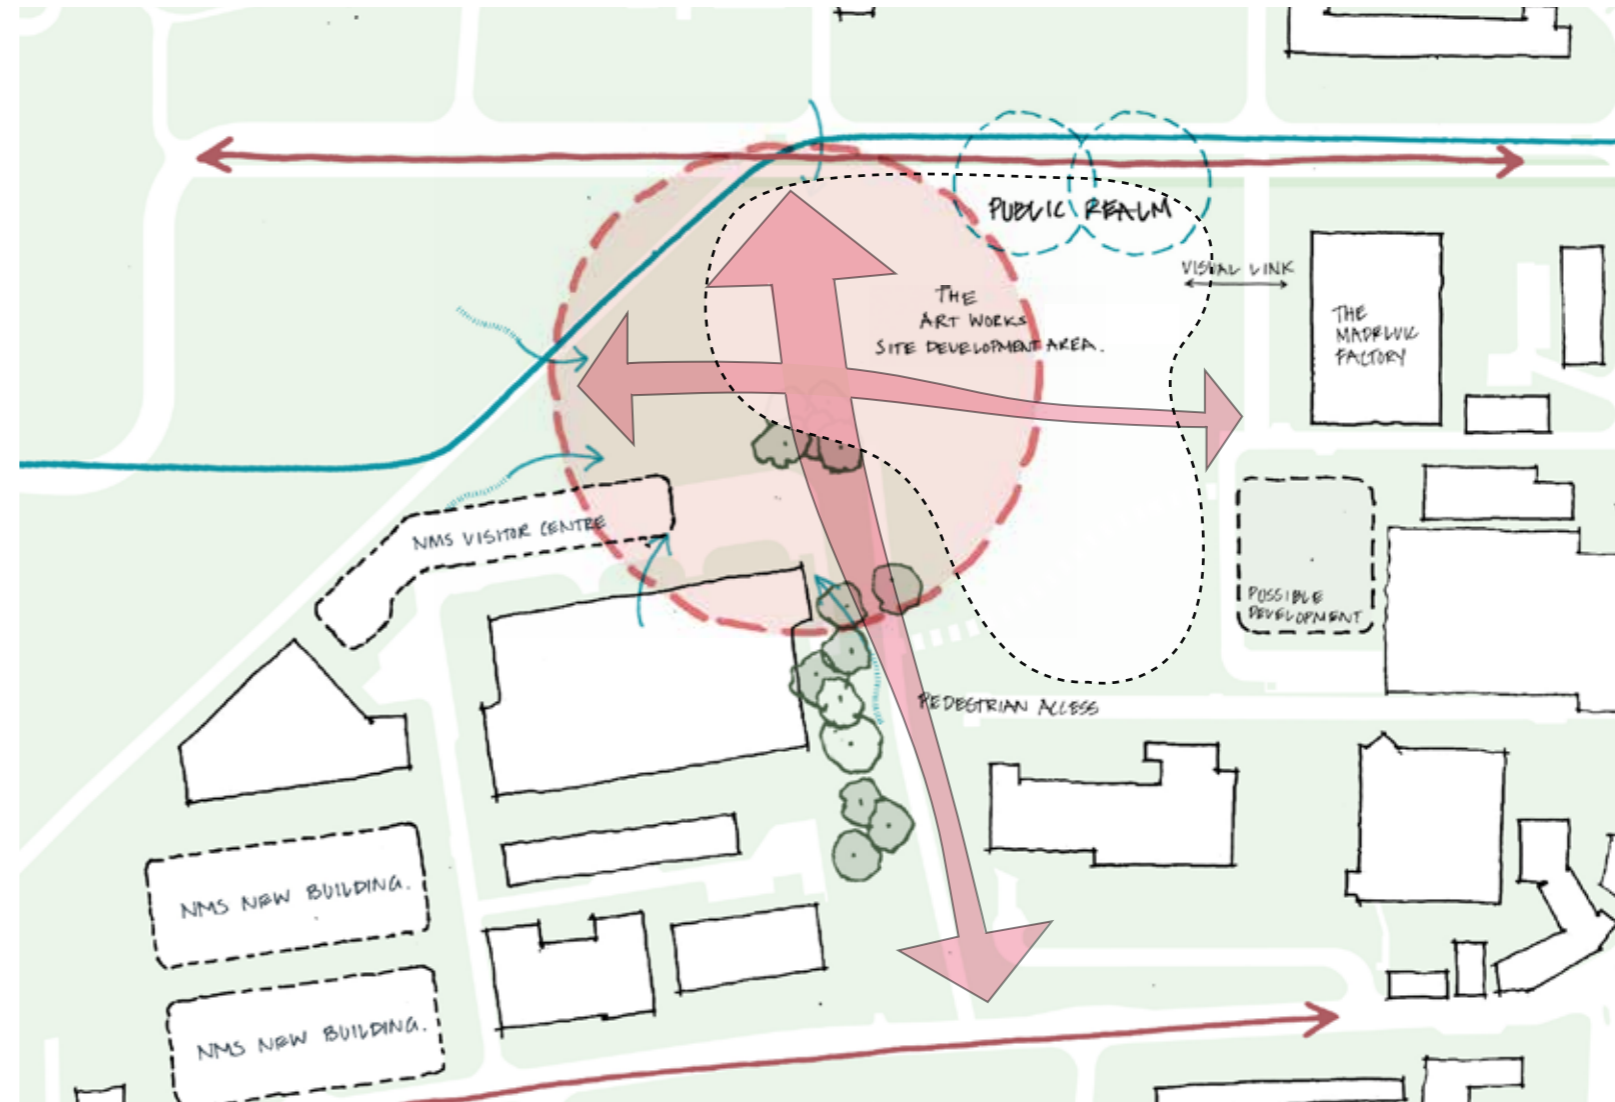 PUBLIC REALM
VISUAL LINK
THE
ART WORKS
SITE DEVELOPMENT AREA.
THE
MADELVIC
FACTORY
NMS VISITOR CENTRE
POSSIBLE
DEVELOPMENT
PEDESTRIAN ACCESS
NMS NEW BUILDING.
NMS NEW BUILDING.